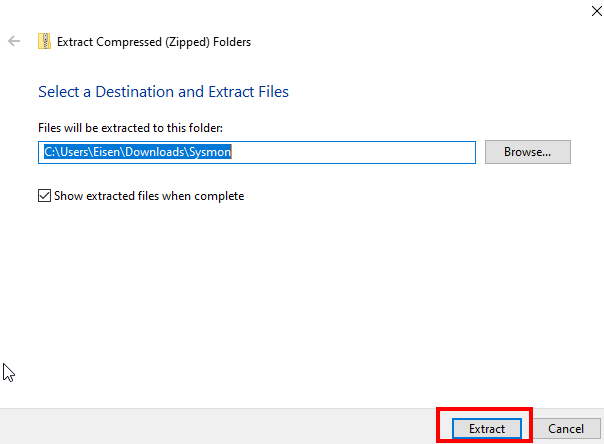 Extract Compressed (Zipped) Folders
Select a Destination and Extract Files
Files will be extracted to this folder:
C:\Users\Eisen\Downloads\Sysmon
Browse...
Show extracted files when complete
Extract
Cancel